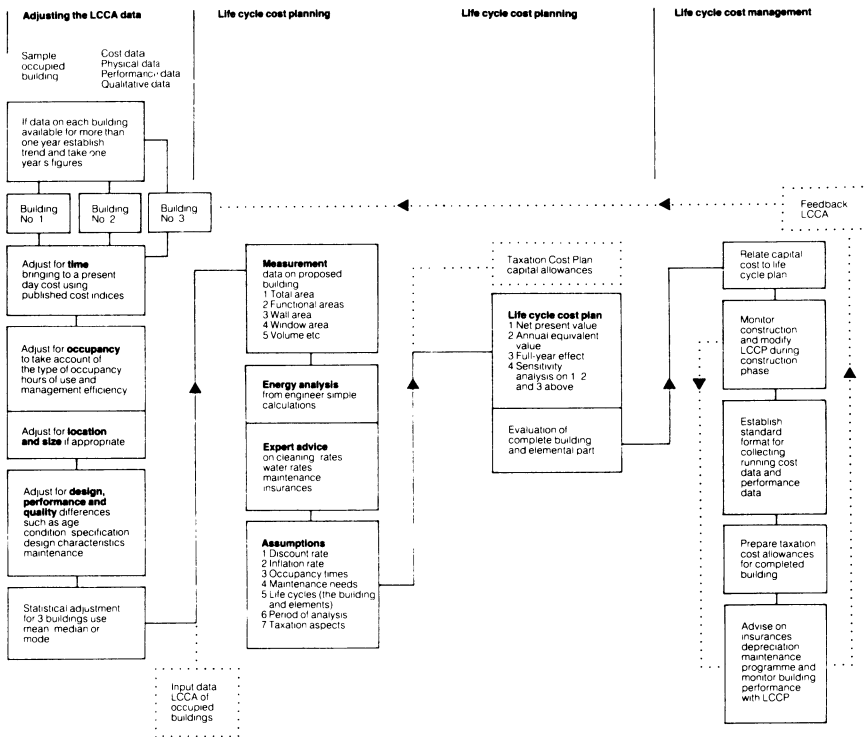 Adjusting the LCCA data
Sample
occupied
building
Cost data
Physical data
Performance data
Qualitative data
If data on each building
available for more than
one year establish
trend and take one
year s figures
Building
No. 1
Building
No. 2
Building
No. 3
Adjust for time
bringing to a present
day cost using
published cost indices
Adjust for occupancy
to take account of
the type of occupancy
hours of use and
management efficiency
Adjust for location
and size if appropriate
Adjust for design,
performance and
quality differences
such as age
condition specification
design characteristics
maintenance
Statistical adjustment
for 3 buildings use
mean median or
mode
Life cycle cost planning
Measurement
data on proposed
building
1 Total area
2 Functional areas
3 Wall area
4 Window area
5 Volume etc
Energy analysis
from engineer simple
calculations
Expert advice
on cleaning rates
water rates
maintenance
insurances
Assumptions
1 Discount rate
2 Inflation rate
3 Occupancy times
4 Maintenance needs
5 Life cycles (the building
and elements)
6 Period of analysis
7 Taxation aspects
Input data
LCCA of
occupied
buildings
Life cycle cost planning
Taxation Cost Plan
capital allowances
Life cycle cost plan
1 Net present value
2 Annual equivalent
value
3 Full-year effect
4 Sensitivity
analysis on 1 2
and 3 above
Evaluation of
complete building
and elemental part
Life cycle cost management
Feedback
LCCA
Relate capital
cost to life
cycle plan
Monitor
construction
and modify
LCCP during
construction
phase
Establish
standard
format for
collecting
running cost
data and
performance
data
Prepare taxation
cost allowances
for completed
building
Advise on
insurances
depreciation
maintenance
programme and
monitor building
performance
with LCCP